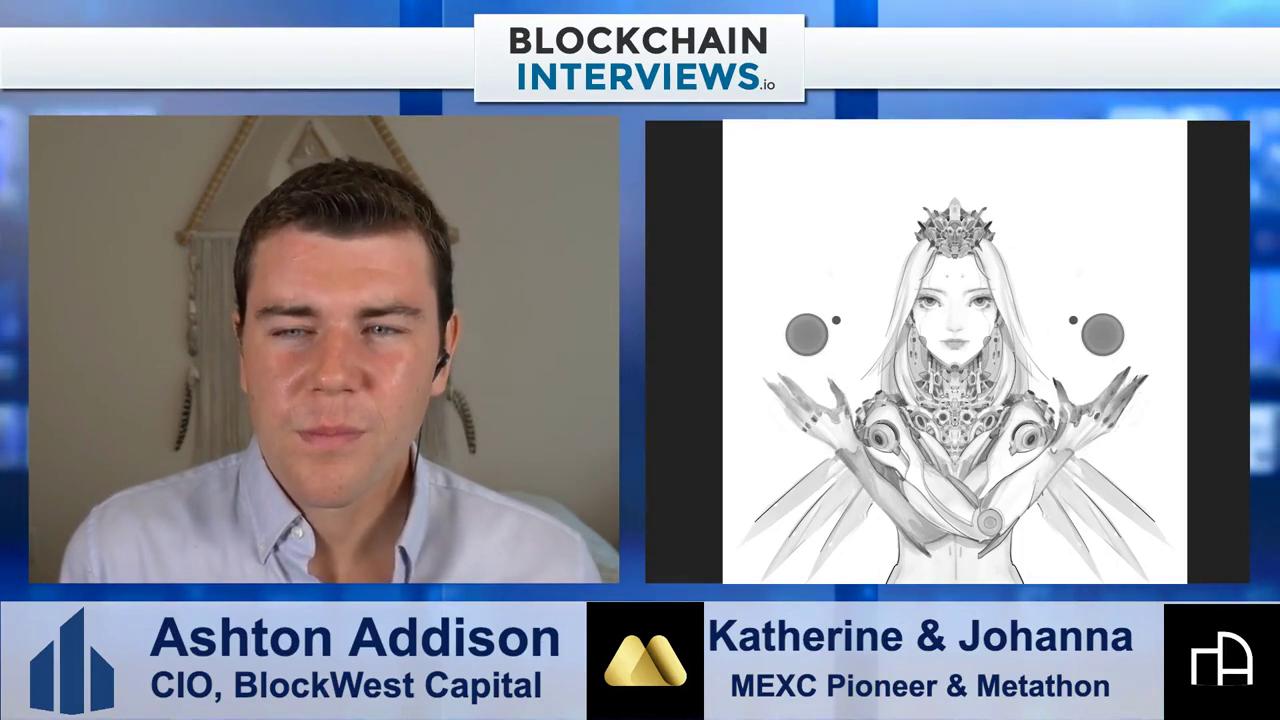 BLOCKCHAIN
INTERVIEWS.io
Ashton Addison
CIO, BlockWest Capital
Katherine & Johanna
MEXC Pioneer & Metathon